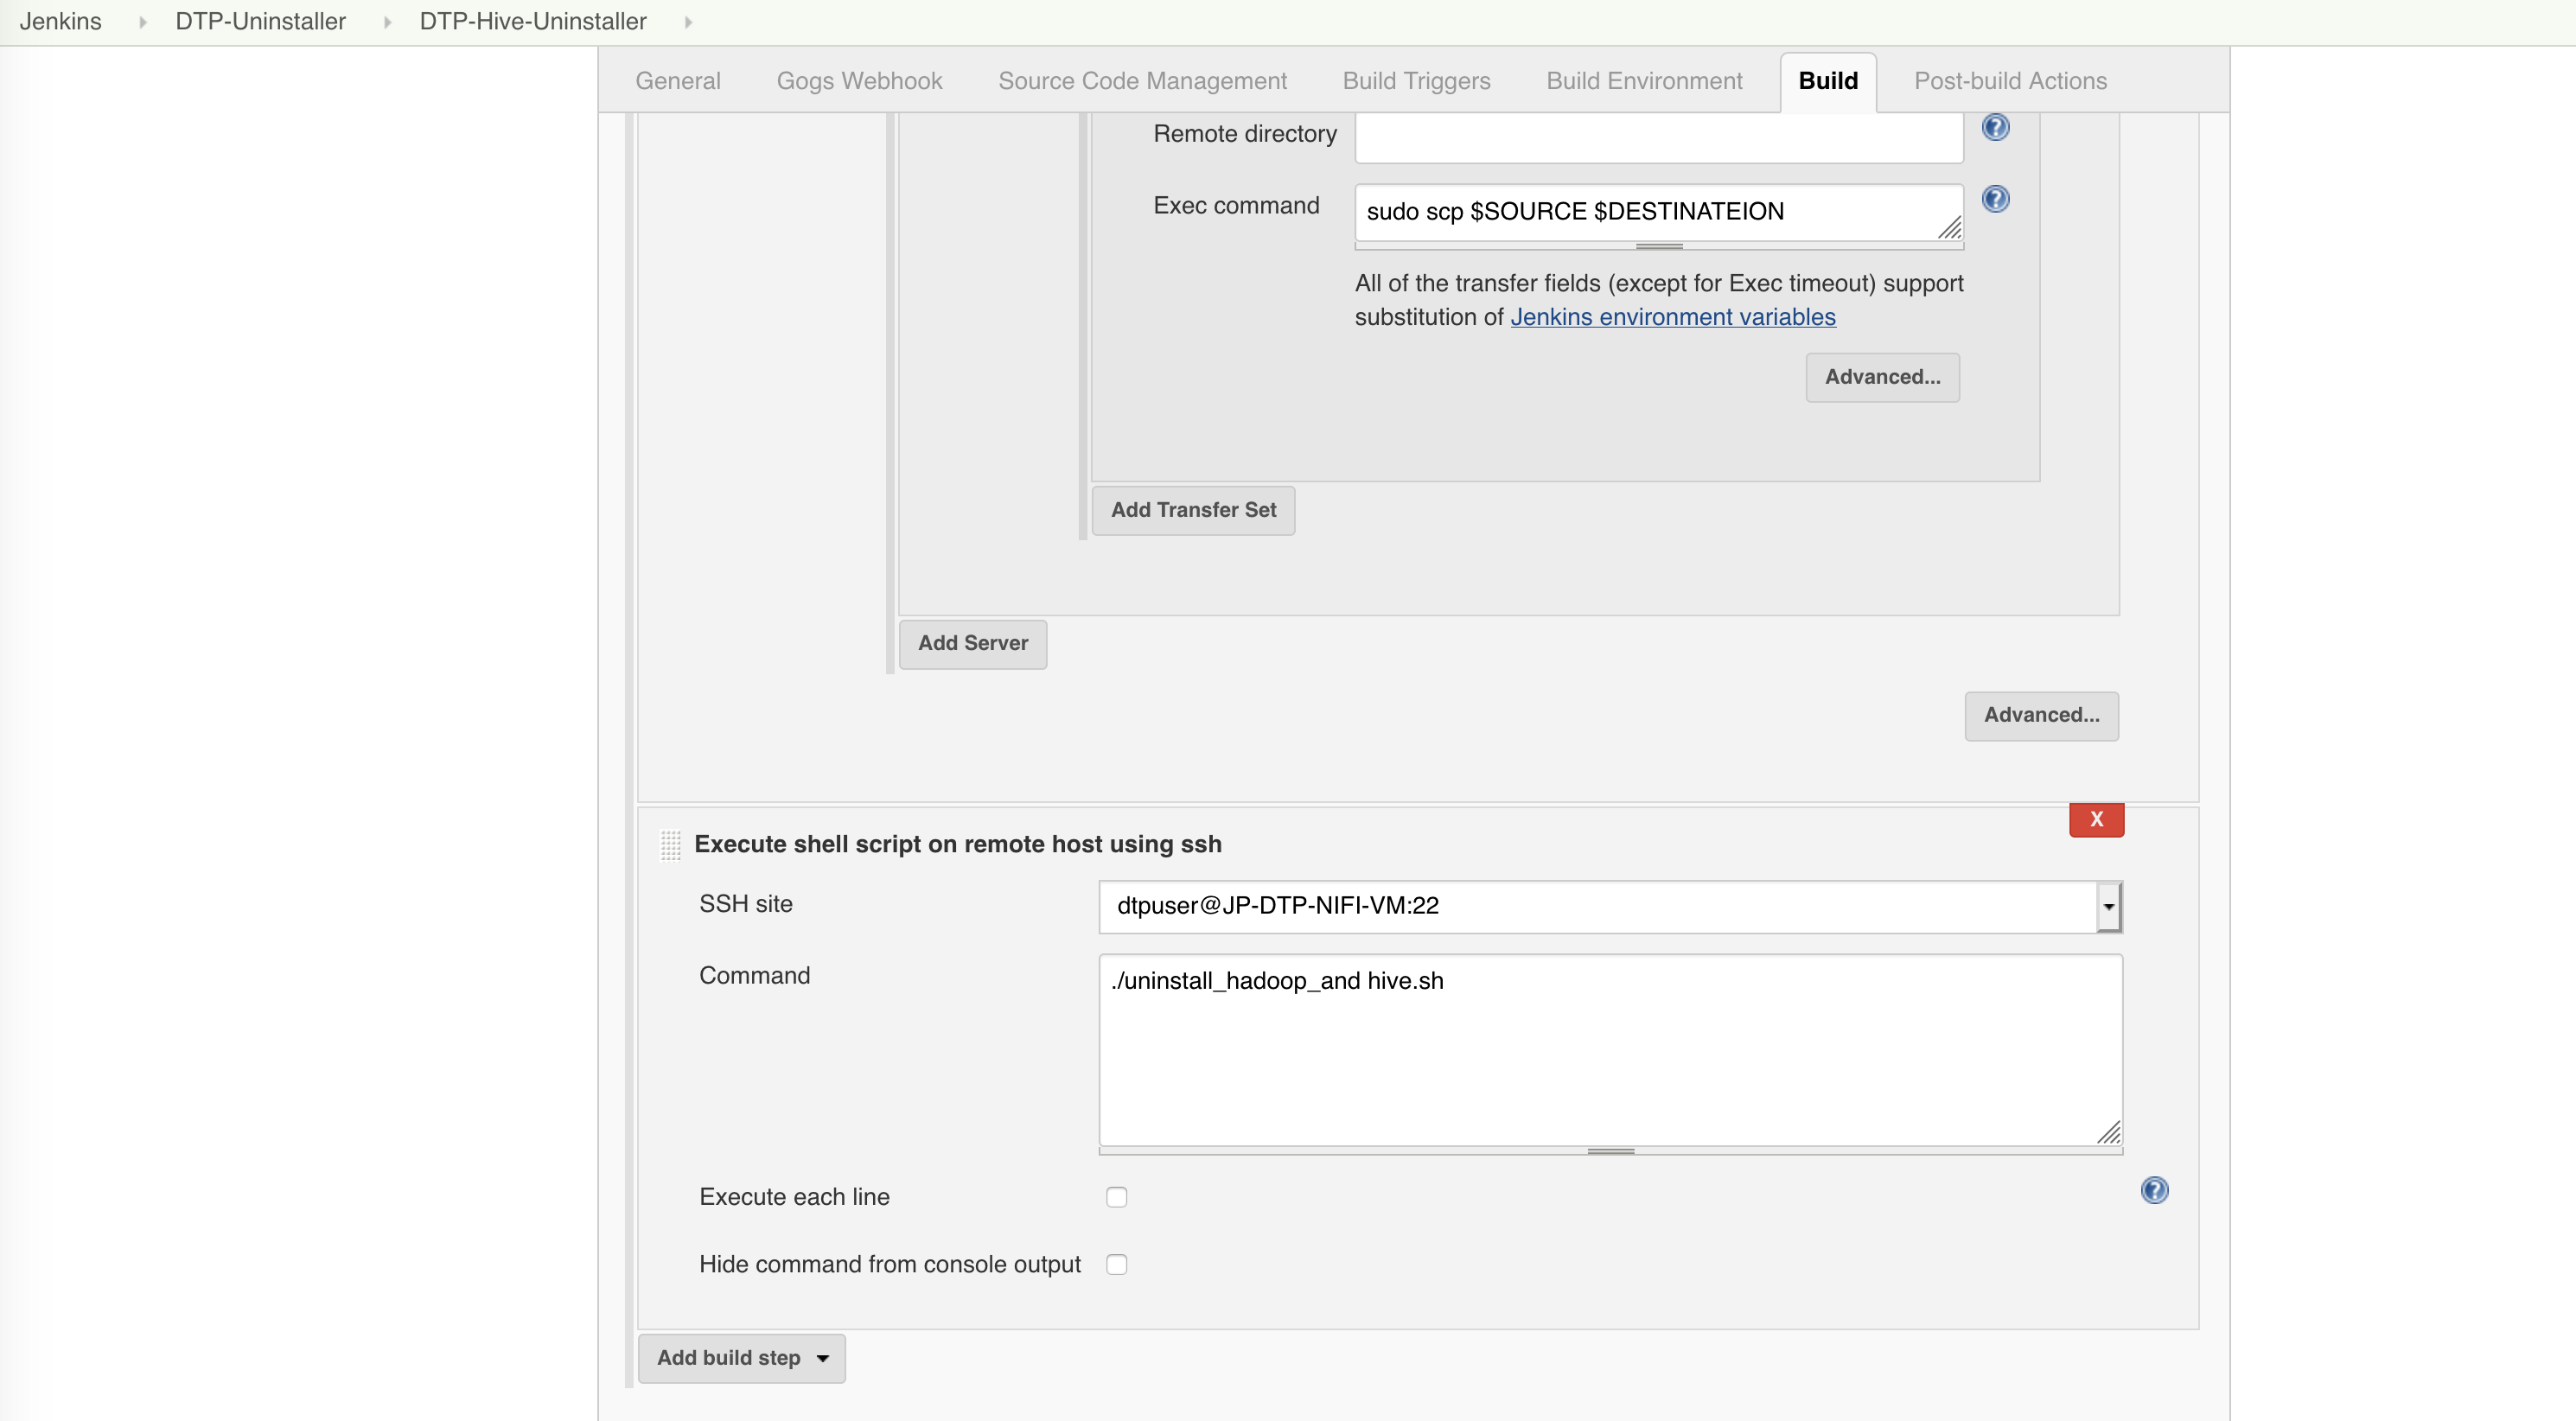 Jenkins DTP-Uninstaller DTP-Hive-Uninstaller
General Gogs Webhook Source Code Management Build Triggers Build Environment Build Post-build Actions
Remote directory
Exec command sudo scp $SOURCE $DESTINATEION
All of the transfer fields (except for Exec timeout) support
substitution of Jenkins environment variables
Advanced...
Add Transfer Set
Add Server
Advanced...
X
Execute shell script on remote host using ssh
SSH site dtpuser@JP-DTP-NIFI-VM:22
Command ./uninstall_hadoop_and hive.sh
Execute each line
Hide command from console output
Add build step